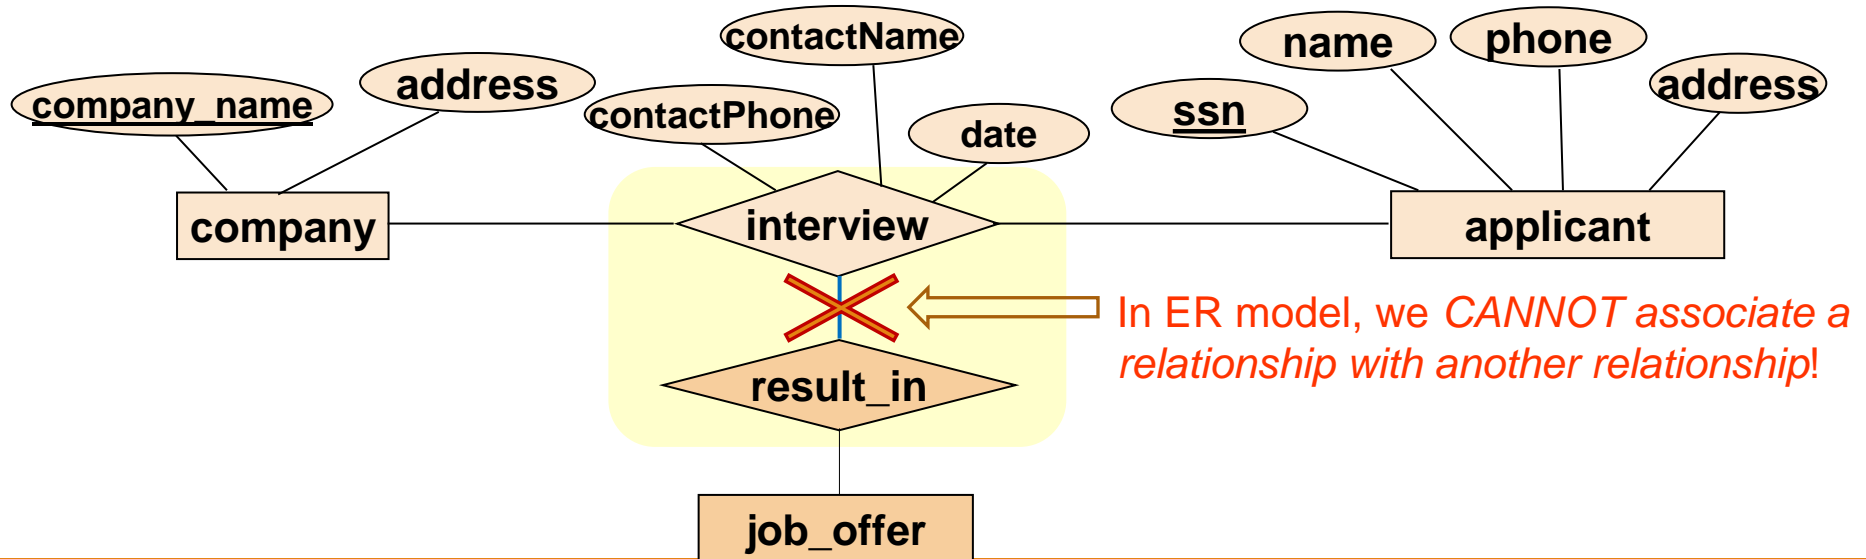 contactName
name
phone
company_name
address
contactPhone
date
ssn
address
company
interview
applicant
In ER model, we CANNOT associate a
relationship with another relationship!
result_in
job_offer